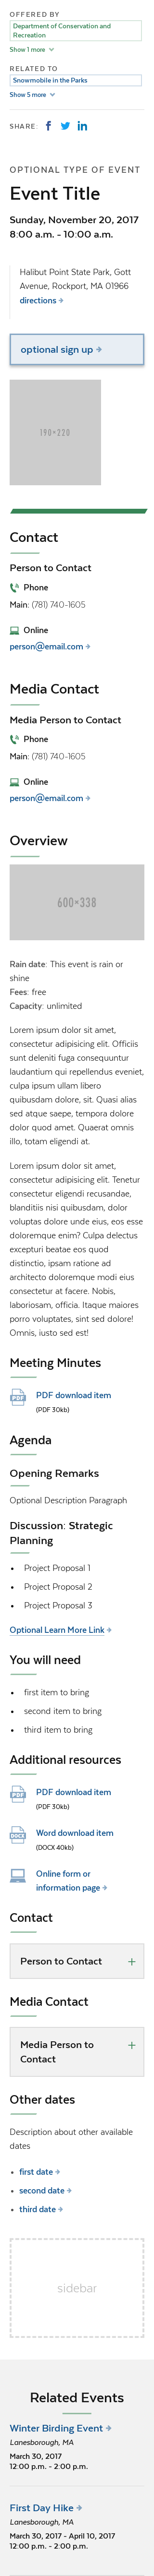 OFFERED BY
Department of Conservation and
Recreation
Show 1 more
RELATED TO
Snowmobile in the Parks
Show 5 more
SHARE:
OPTIONAL TYPE OF EVENT
Event Title
Sunday, November 20, 2017
8:00 a.m. - 10:00 a.m.
Halibut Point State Park, Gott
Avenue, Rockport, MA 01966
directions
optional sign up
190×220
Contact
Person to Contact
Phone
Main: (781) 740-1605
Online
person@email.com
Media Contact
Media Person to Contact
Phone
Main: (781) 740-1605
Online
person@email.com
Overview
600×338
Rain date: This event is rain or
shine
Fees: free
Capacity: unlimited
Lorem ipsum dolor sit amet,
consectetur adipisicing elit. Officiis
sunt deleniti fuga consequuntur
laudantium qui repellendus eveniet,
culpa ipsum ullam libero
quibusdam dolore, sit. Quasi alias
sed atque saepe, tempora dolore
dolor quod amet. Quaerat omnis
illo, totam eligendi at.
Lorem ipsum dolor sit amet,
consectetur adipisicing elit. Tenetur
consectetur eligendi recusandae,
blanditiis nisi quibusdam, dolor
voluptas dolore unde eius, eos esse
doloremque enim? Culpa delectus
excepturi beatae eos quod
distinctio, ipsam ratione ad
architecto doloremque modi eius
consectetur at facere. Nobis,
laboriosam, officia. Itaque maiores
porro voluptates, sint sed dolore!
Omnis, iusto sed est!
Meeting Minutes
PDF download item
(PDF 30kb)
Agenda
Opening Remarks
Optional Description Paragraph
Discussion: Strategic
Planning
• Project Proposal 1
• Project Proposal 2
• Project Proposal 3
Optional Learn More Link
You will need
• first item to bring
• second item to bring
• third item to bring
Additional resources
PDF download item
(PDF 30kb)
Word download item
(DOCX 40kb)
Online form or
information page
Contact
Person to Contact
Media Contact
Media Person to
Contact
Other dates
Description about other available
dates
• first date
• second date
• third date
sidebar
Related Events
Winter Birding Event
Lanesborough, MA
March 30, 2017
12:00 p.m. - 2:00 p.m.
First Day Hike
Lanesborough, MA
March 30, 2017 - April 10, 2017
12:00 p.m. - 2:00 p.m.